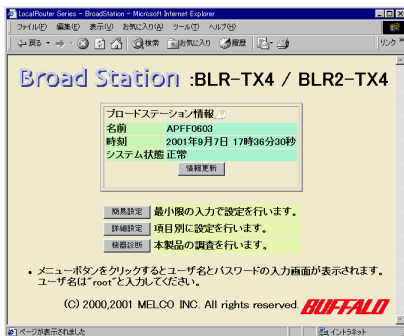 LocalRouter Series - BroadStation - Microsoft Internet Explorer
ファイル(F) 編集(E) 表示(V) お気に入り(A) ツール(T) ヘルプ(H)
戻る 検索 お気に入り 履歴 リンク
Broad Station :BLR-TX4 / BLR2-TX4
ブロードステーション情報
名前 APFF0603
時刻 2001年9月7日 17時36分30秒
システム状態 正常
情報更新
簡易設定 最小限の入力で設定を行います。
詳細設定 項目別に設定を行います。
機器診断 本製品の調査を行います。
• メニューボタンをクリックするとユーザ名とパスワードの入力画面が表示されます。
ユーザ名は"root"と入力してください。
(C) 2000,2001 MELCO INC. All rights reserved. BUFFALO
ページが表示されました イントラネット